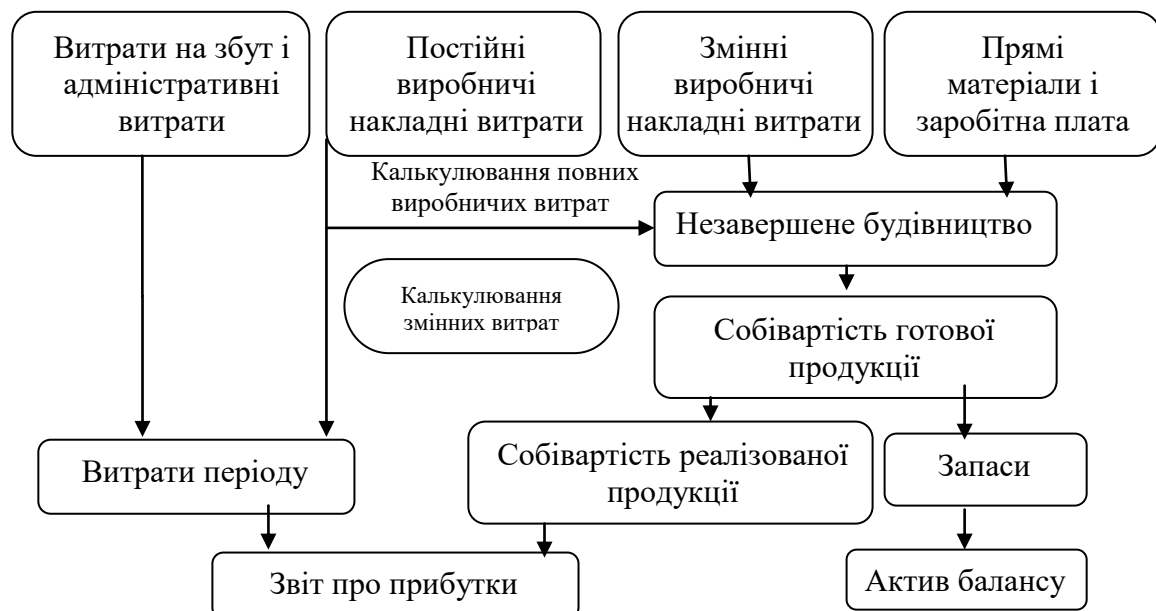 Витрати на збут і
адміністративні
витрати
Постійні
виробничі
накладні витрати
Змінні
виробничі
накладні витрати
Прямі
матеріали і
заробітна плата
Калькулювання повних
виробничих витрат
Незавершене будівництво
Калькулювання
змінних витрат
Собівартість готової
продукції
Витрати періоду
Собівартість реалізованої
продукції
Запаси
Звіт про прибутки
Актив балансу